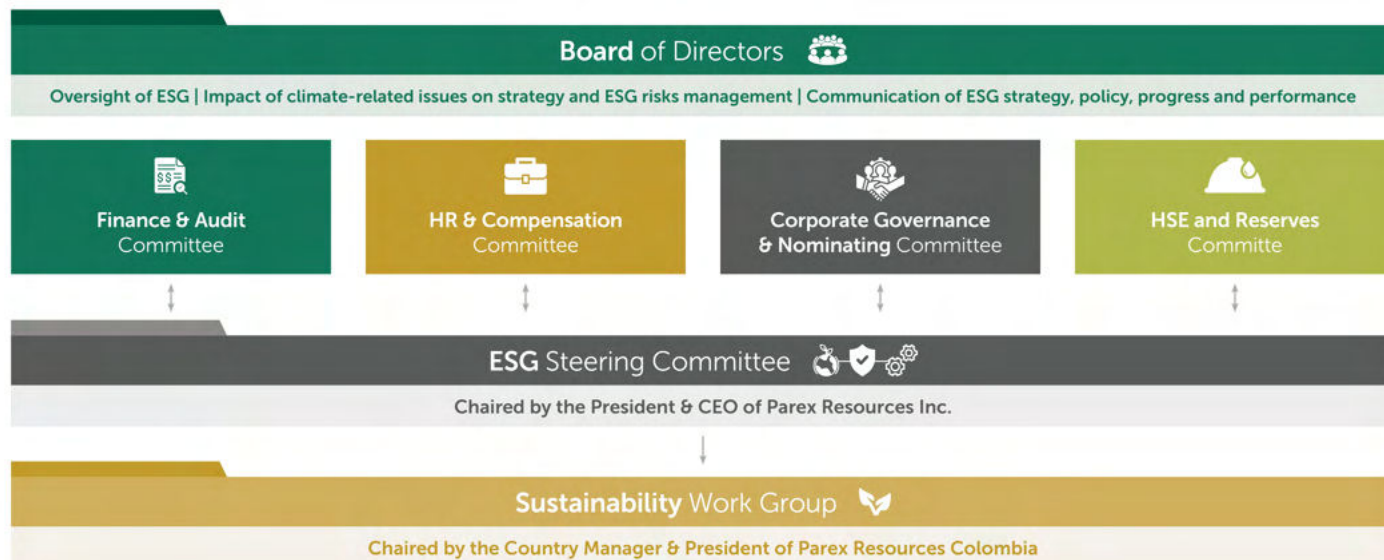 Board of Directors
Oversight of ESG | Impact of climate-related issues on strategy and ESG risks management | Communication of ESG strategy, policy, progress and performance
$$=
Finance & Audit
Committee
HR & Compensation
Committee
Corporate Governance
& Nominating Committee
HSE and Reserves
Committe
ESG Steering Committee
Chaired by the President & CEO of Parex Resources Inc.
Sustainability Work Group
Chaired by the Country Manager & President of Parex Resources Colombia